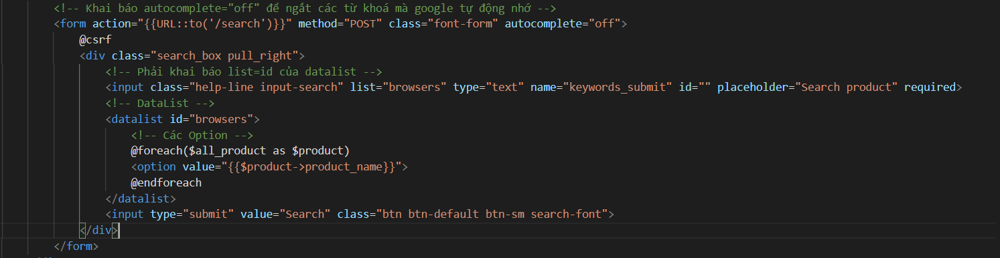 <!-- Khai báo autocomplete="off" để ngắt các từ khoá mà google tự động nhớ -->
<form action="{{URL::to('/search')}}" method="POST" class="font-form" autocomplete="off">
@csrf
<div class="search_box pull_right">
<!-- Phải khai báo list=id của datalist -->
<input class="help-line input-search" list="browsers" type="text" name="keywords_submit" id="" placeholder="Search product" required>
<!-- DataList -->
<datalist id="browsers">
<!-- Các Option -->
@foreach($all_product as $product)
<option value="{{$product->product_name}}">
@endforeach
</datalist>
<input type="submit" value="Search" class="btn btn-default btn-sm search-font">
</div>
</form>